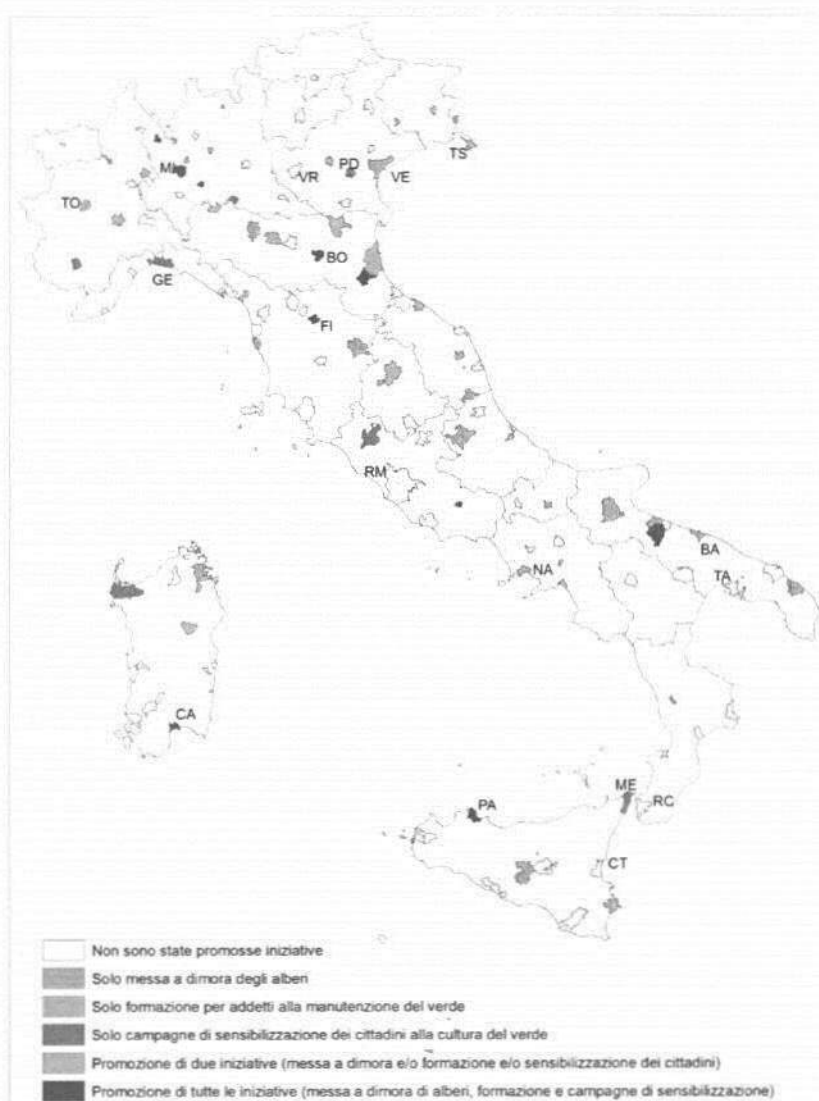 TS
MI
VR
PD
VE
TO
BO
GE
FI
RM
BA
NA
TA
CA
ME
PA
RC
CT
Non sono state promosse iniziative
Solo messa a dimora degli alberi
Solo formazione per addetti alla manutenzione del verde
Solo campagne di sensibilizzazione dei cittadini alla cultura del verde
Promozione di due iniziative (messa a dimora e/o formazione e/o sensibilizzazione dei cittadini)
Promozione di tutte le iniziative (messa a dimora di alberi, formazione e campagne di sensibilizzazione)